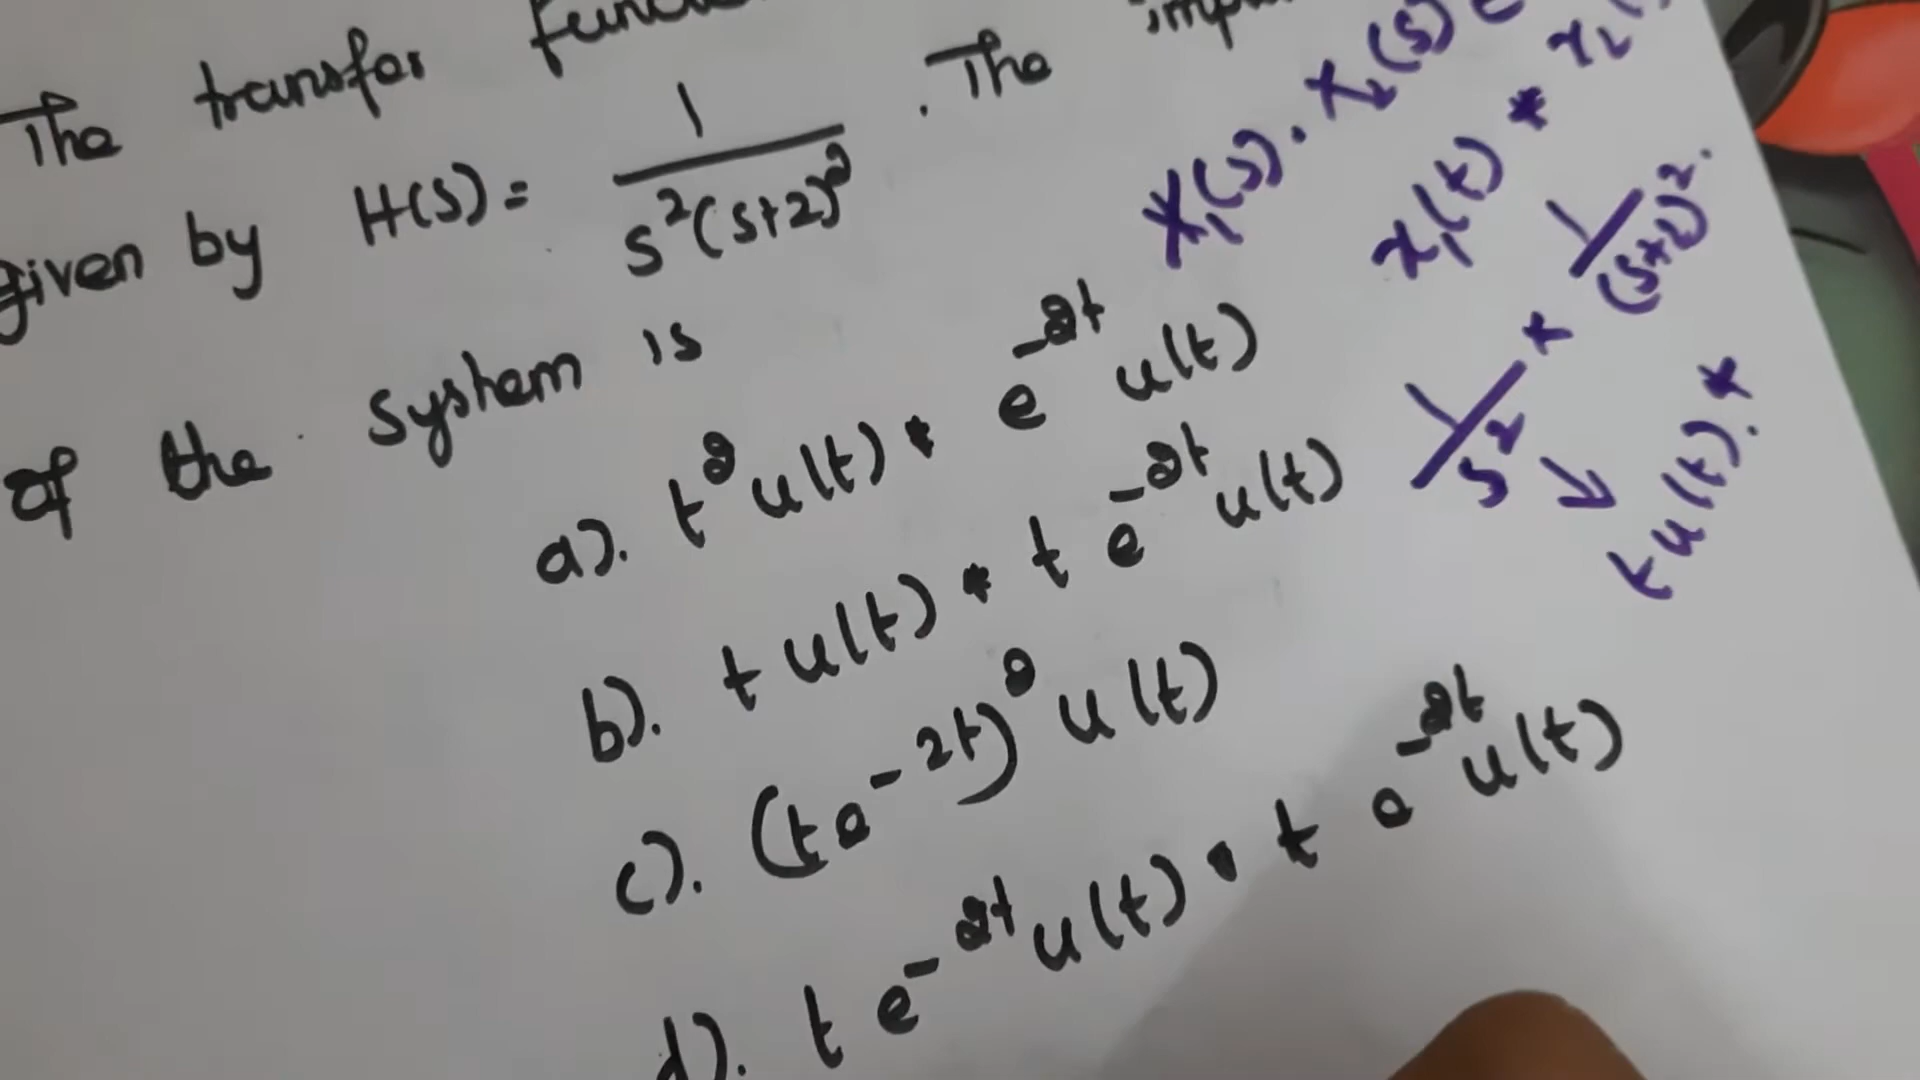 The transfer
given by H(s) = 1/s²(s+2)² . The
of the system is
a). t² u(t) * e^-2t u(t)
b). t u(t) * t e^-2t u(t)
c). (t e^-2t)² u(t)
d). t e^-2t u(t) * t e^-2t u(t)
X₁(s) . X₂(s)
x₁(t) * x₂(
1/s² * 1/(s+2)².
↘ t u(t). *